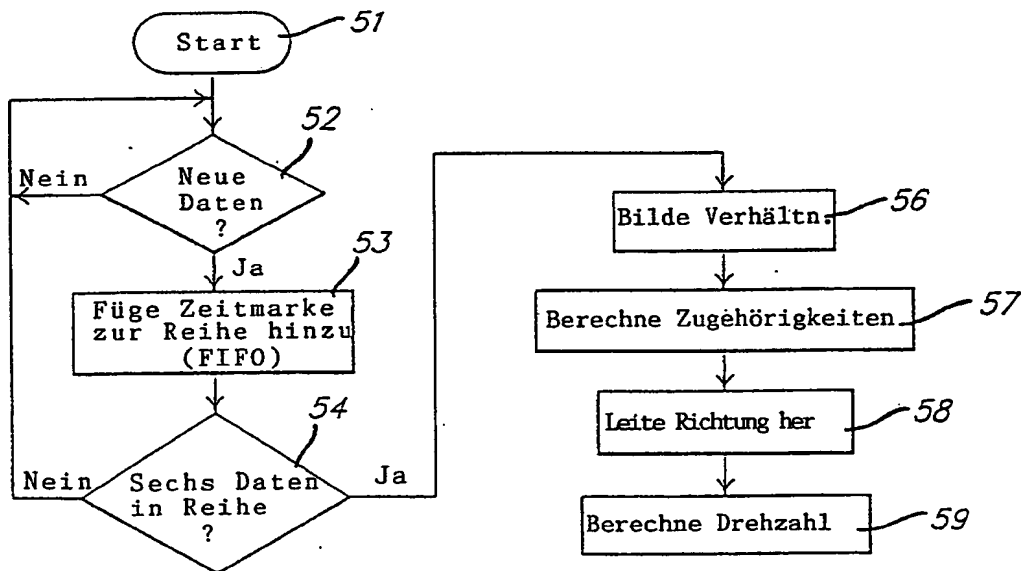 51
Start
52
Nein
Neue
Daten
?
Ja
53
Füge Zeitmarke
zur Reihe hinzu
(FIFO)
54
Nein
Sechs Daten
in Reihe
?
Ja
56
Bilde Verhältn.
57
Berechne Zugehörigkeiten
58
Leite Richtung her
59
Berechne Drehzahl